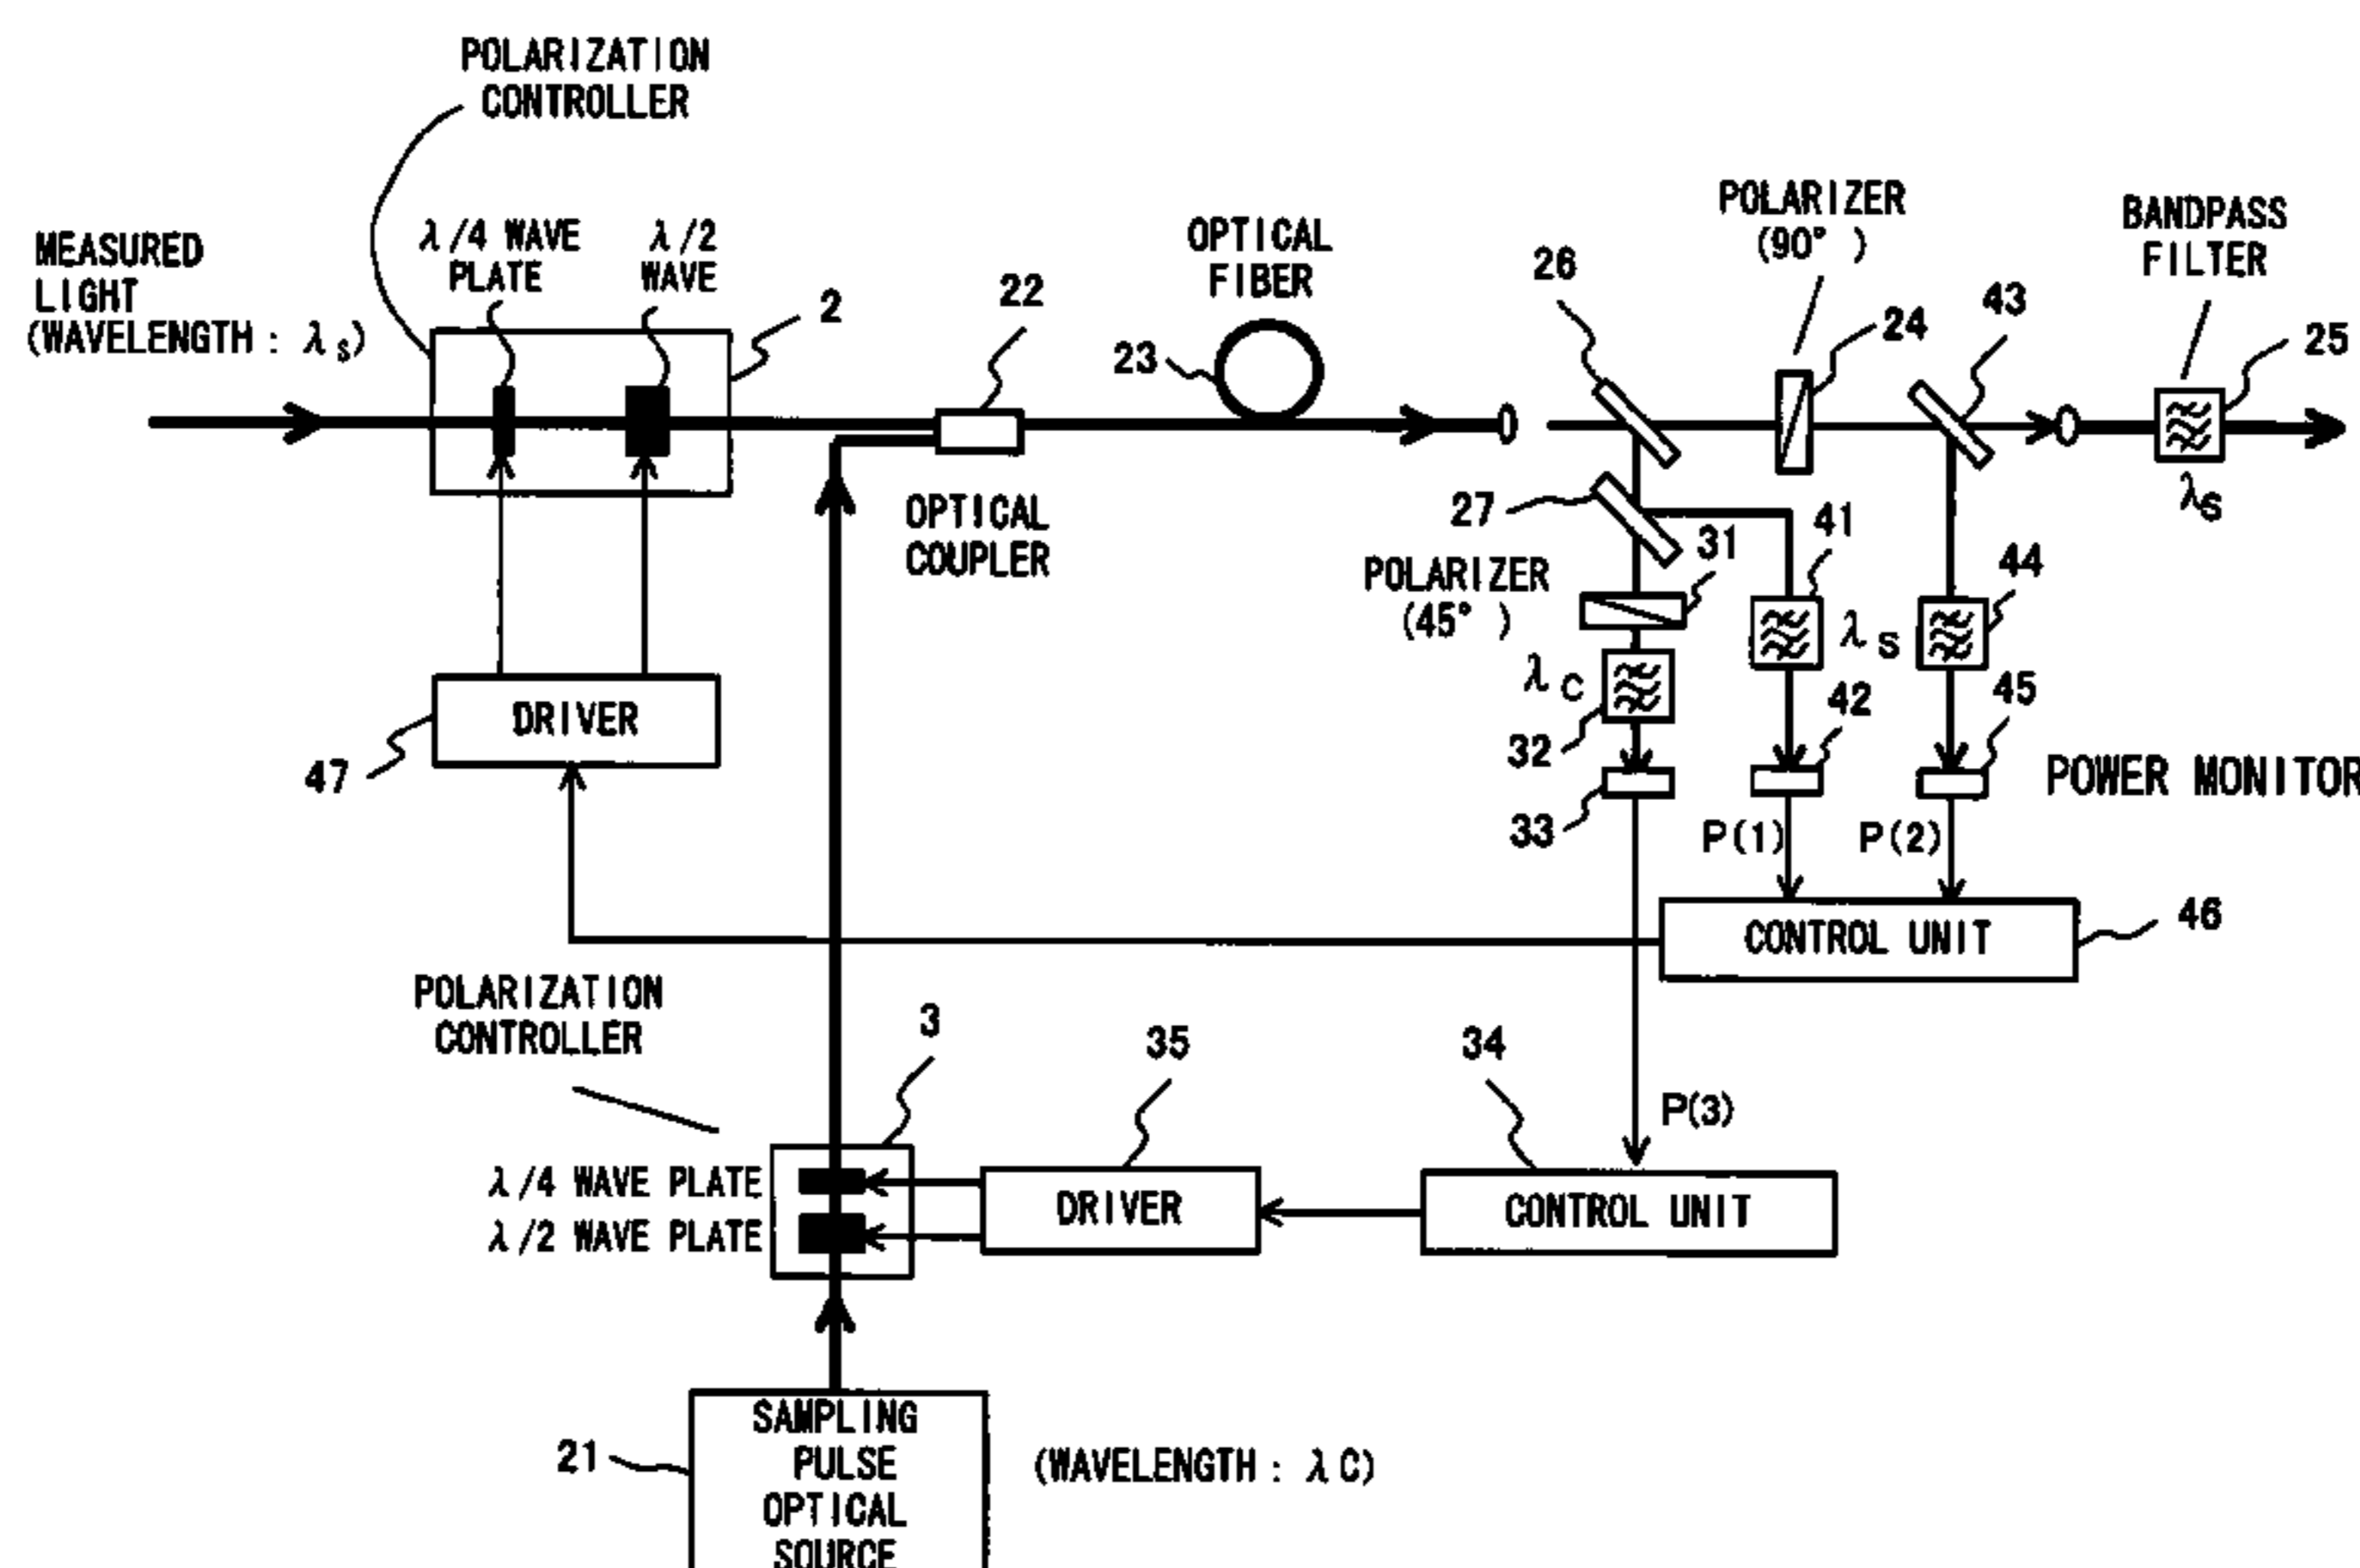 POLARIZATION
CONTROLLER
MEASURED
LIGHT
(WAVELENGTH : λS)
λ/4 WAVE
PLATE
λ/2
WAVE
2
22
OPTICAL
FIBER
23
26
POLARIZER
(90°)
24
43
BANDPASS
FILTER
25
λS
OPTICAL
COUPLER
27
POLARIZER
(45°)
31
41
44
λC
λS
32
42
45
33
POWER MONITOR
P(1)
P(2)
DRIVER
47
CONTROL UNIT
46
POLARIZATION
CONTROLLER
3
35
34
P(3)
λ/4 WAVE PLATE
λ/2 WAVE PLATE
DRIVER
CONTROL UNIT
21
SAMPLING
PULSE
OPTICAL
SOURCE
(WAVELENGTH : λC)